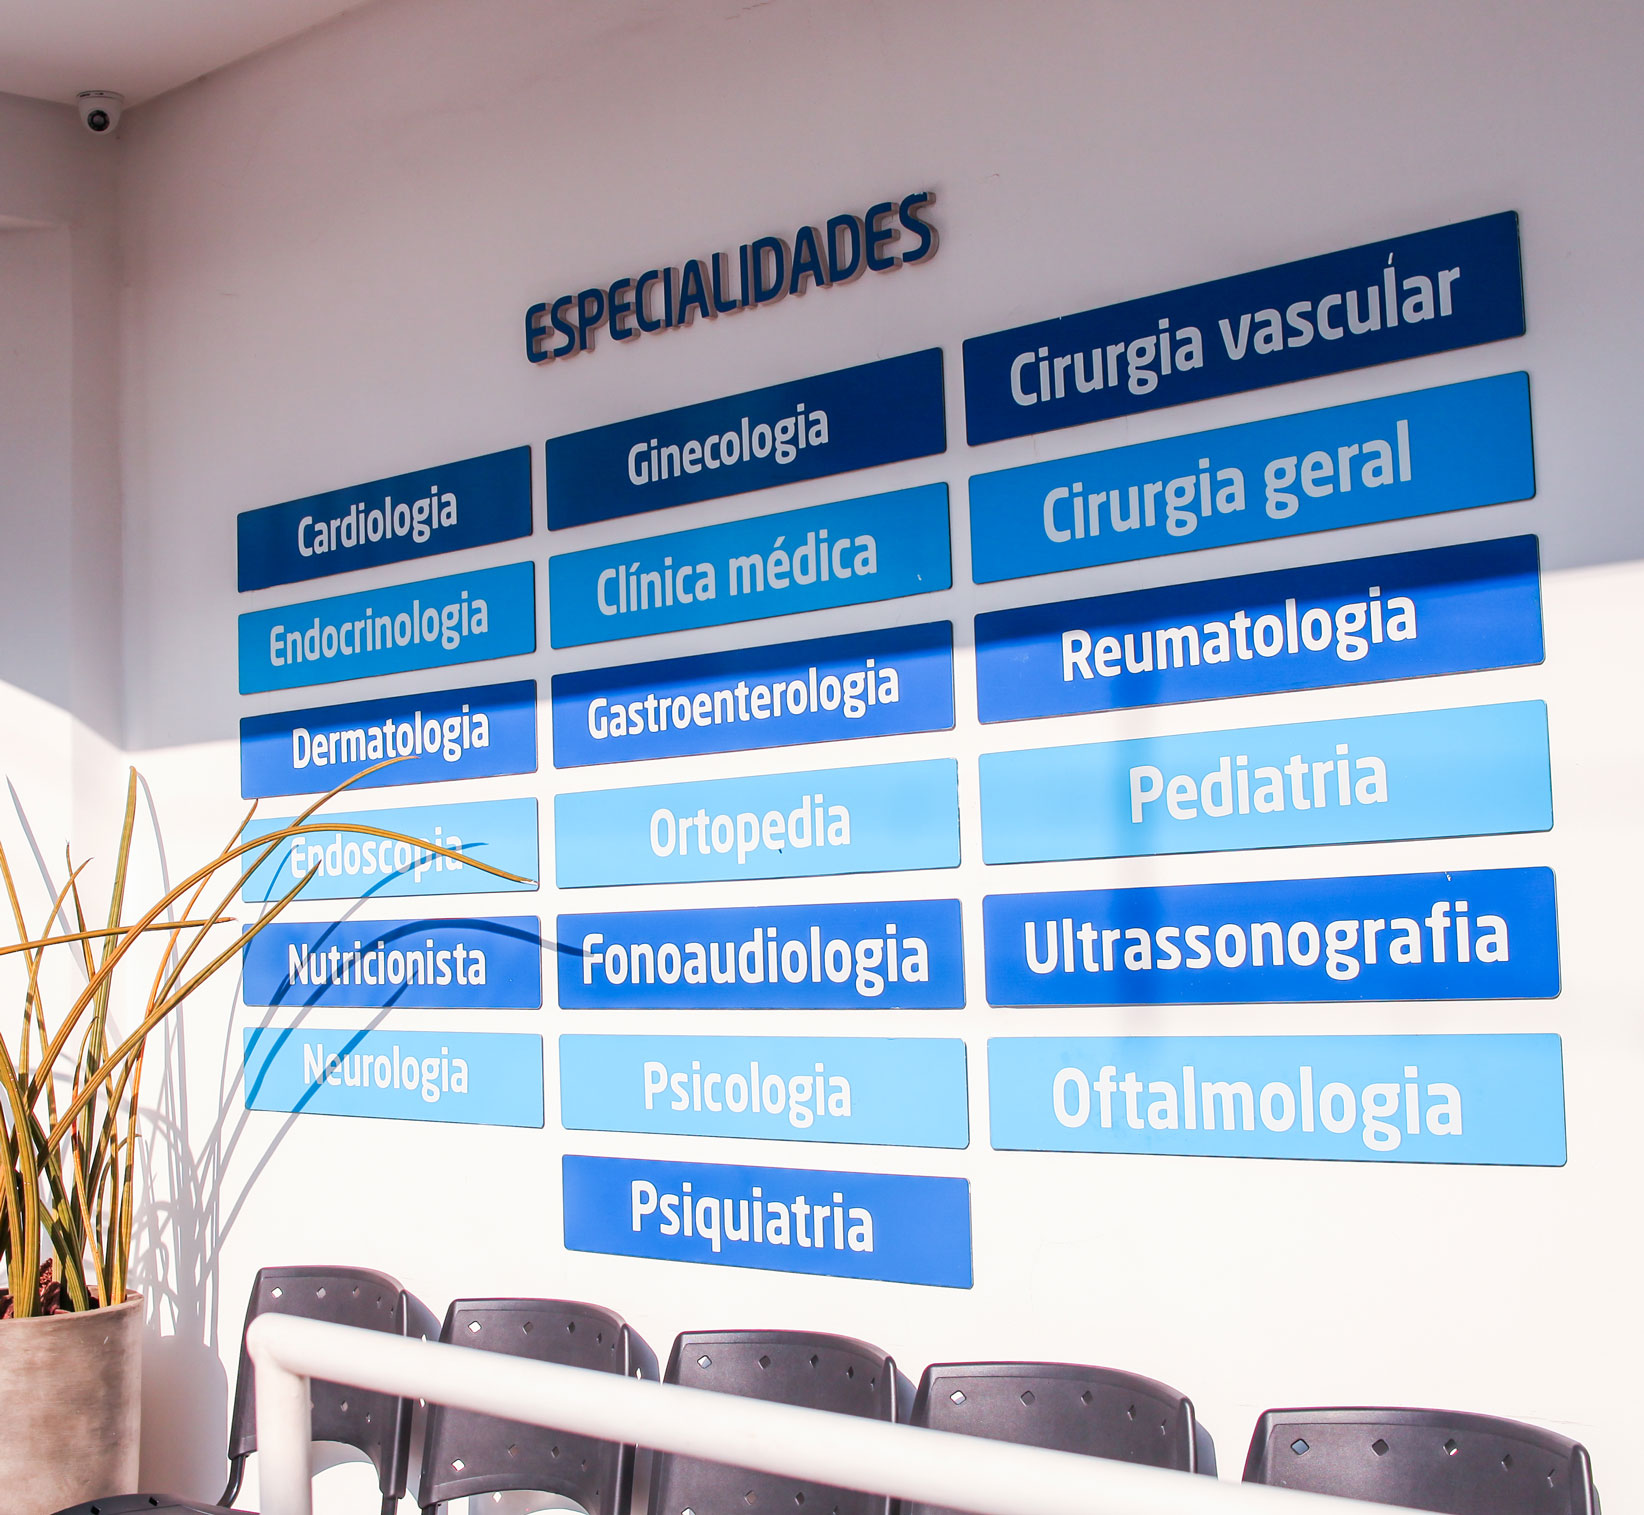 ESPECIALIDADES
Cardiologia
Endocrinologia
Dermatologia
Endoscopia
Nutricionista
Neurologia
Ginecologia
Clínica médica
Gastroenterologia
Ortopedia
Fonoaudiologia
Psicologia
Psiquiatria
Cirurgia vascular
Cirurgia geral
Reumatologia
Pediatria
Ultrassonografia
Oftalmologia